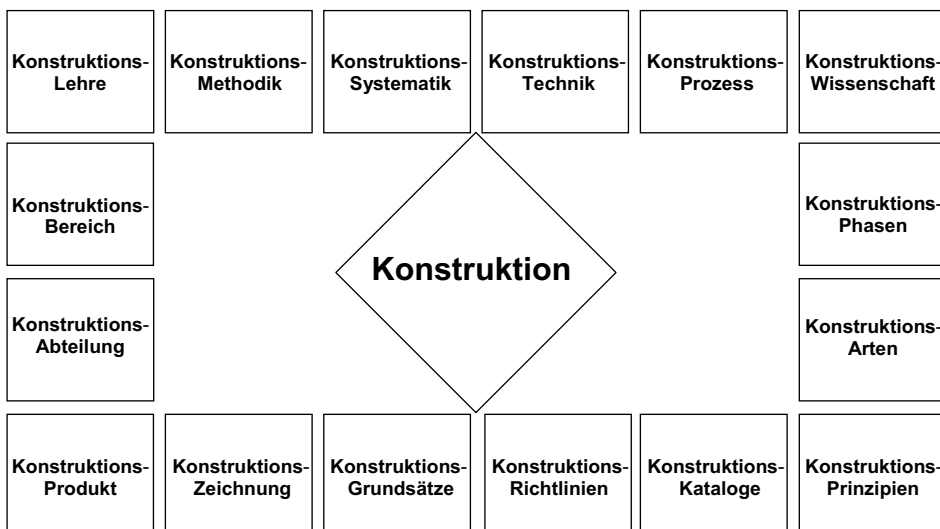 Konstruktions-
Lehre
Konstruktions-
Methodik
Konstruktions-
Systematik
Konstruktions-
Technik
Konstruktions-
Prozess
Konstruktions-
Wissenschaft
Konstruktions-
Bereich
Konstruktions-
Phasen
Konstruktion
Konstruktions-
Abteilung
Konstruktions-
Arten
Konstruktions-
Produkt
Konstruktions-
Zeichnung
Konstruktions-
Grundsätze
Konstruktions-
Richtlinien
Konstruktions-
Kataloge
Konstruktions-
Prinzipien